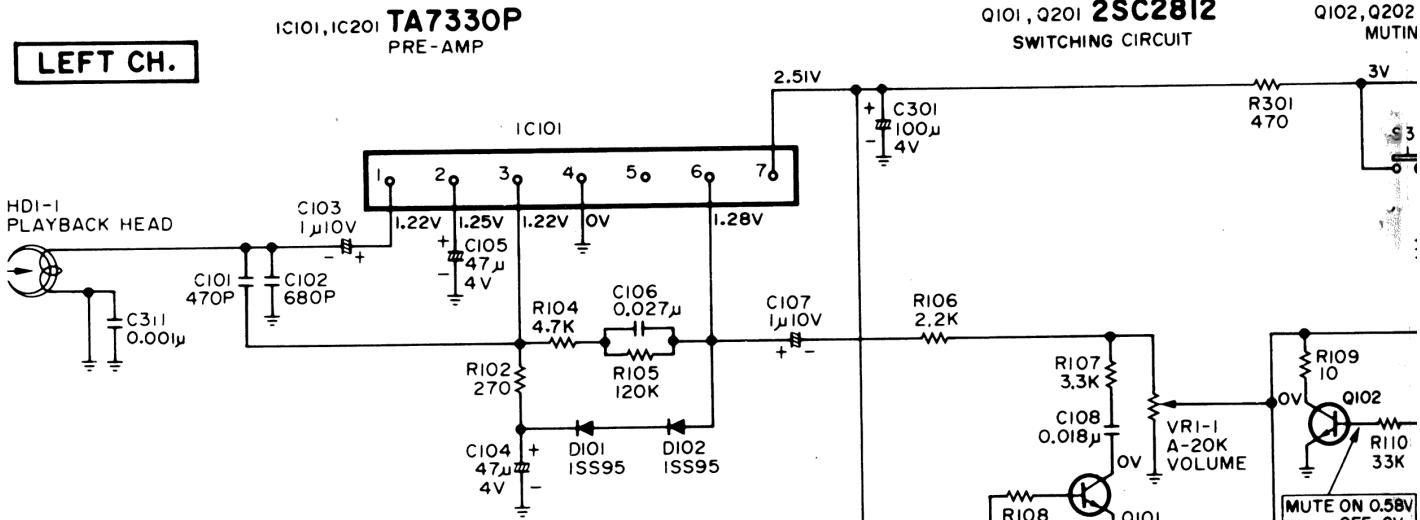 IC101, IC201 TA7330P
PRE-AMP
Q101, Q201 2SC2812
SWITCHING CIRCUIT
Q102, Q202
MUTIN
LEFT CH.
IC101
1 2 3 4 5 6 7
2.51V
3V
+ C301
100μ
- 4V
R301
470
S3
HD1-1
PLAYBACK HEAD
C103
1μ10V
- +
1.22V 1.25V 1.22V 0V 1.28V
+ C105
47μ
- 4V
C101
470P
C102
680P
C311
0.001μ
R104
4.7K
C106
0.027μ
R105
120K
C107
1μ10V
+ -
R106
2.2K
R102
270
R107
3.3K
C108
0.018μ
0V
VR1-1
A-20K
VOLUME
R109
10
0V
Q102
R110
33K
C104 +
47μ
4V -
D101
1SS95
D102
1SS95
R108
Q101
MUTE ON 0.58V